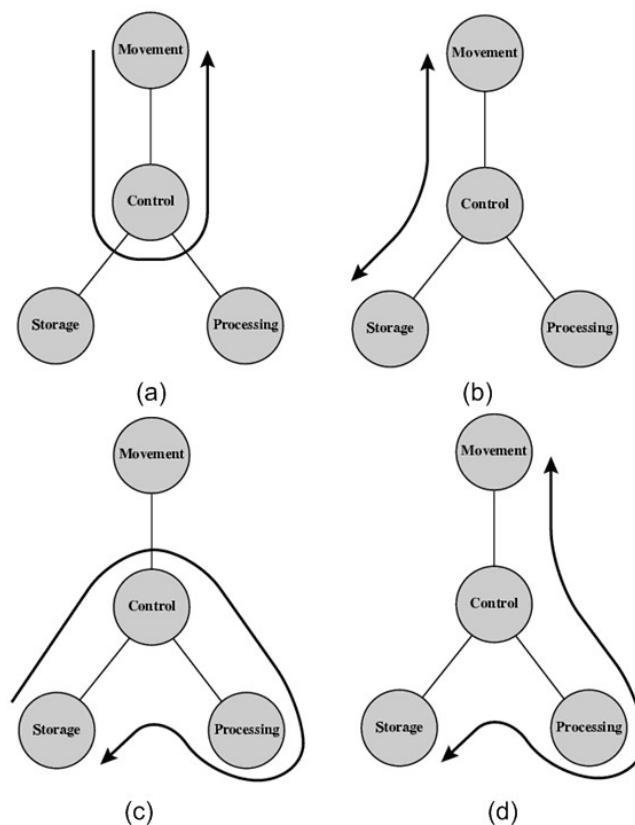 Movement
Movement
Control
Control
Storage
Processing
Storage
Processing
(a)
(b)
Movement
Movement
Control
Control
Storage
Processing
Storage
Processing
(c)
(d)